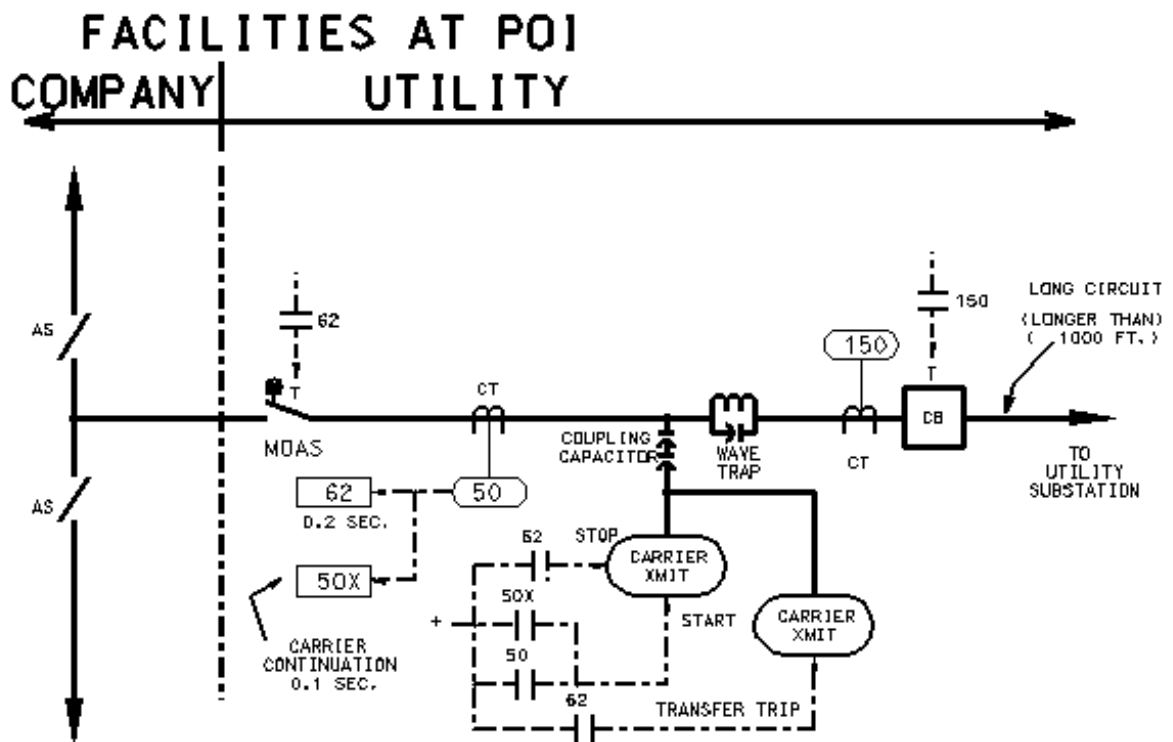 FACILITIES AT POI
COMPANY
UTILITY
AS
62
T
MOAS
CT
150
150
T
LONG CIRCUIT
(LONGER THAN)
( 1000 FT.)
CB
CT
TO
UTILITY
SUBSTATION
COUPLING
CAPACITOR
WAVE
TRAP
AS
62
0.2 SEC.
50
50X
CARRIER
CONTINUATION
0.1 SEC.
62
STOP
CARRIER
XMIT
50X
+
START
CARRIER
XMIT
50
62
TRANSFER TRIP